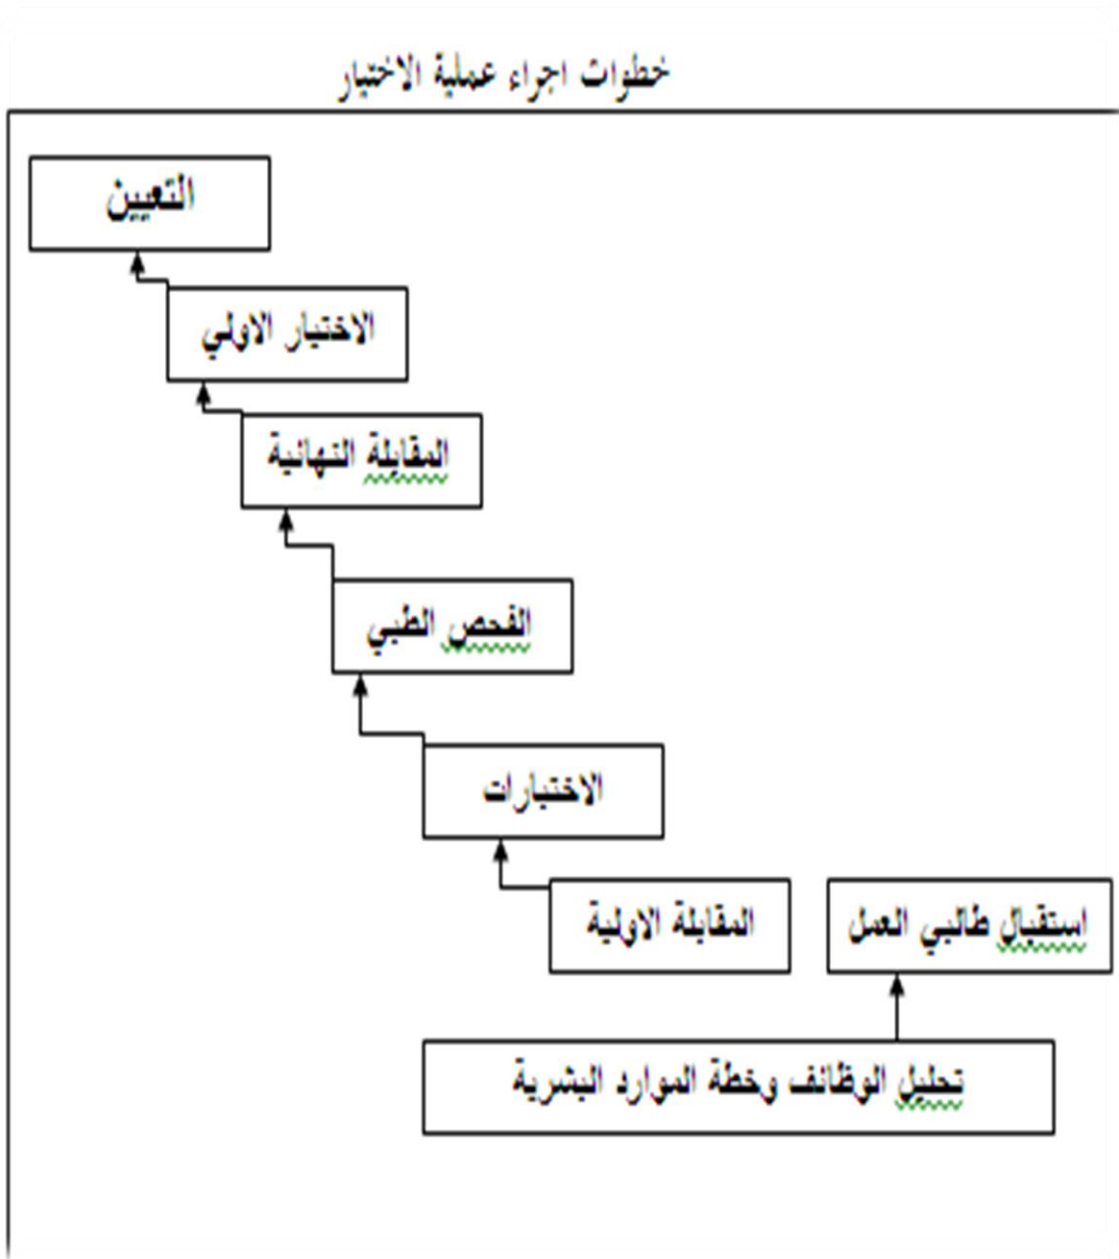 خطوات اجراء عملية الاختيار
التعيين
الاختيار الاولي
المقابلة النهائية
الفحص الطبي
الاختبارات
المقابلة الاولية
استقبال طالبي العمل
تحليل الوظائف وخطة الموارد البشرية